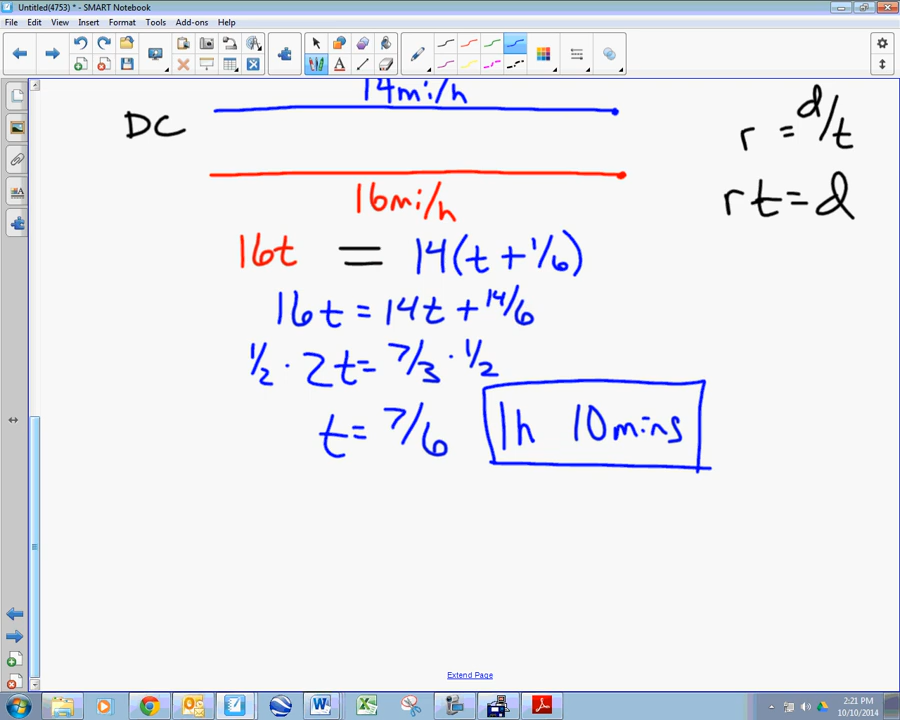 Untitled(4753) * - SMART Notebook
File Edit View Insert Format Tools Add-ons Help
14mi/h
DC
r = d/t
16mi/h
rt = d
16t = 14(t + 1/6)
16t = 14t + 14/6
1/2 · 2t = 7/3 · 1/2
t = 7/6
1h 10mins
Extend Page
2:21 PM
10/10/2014